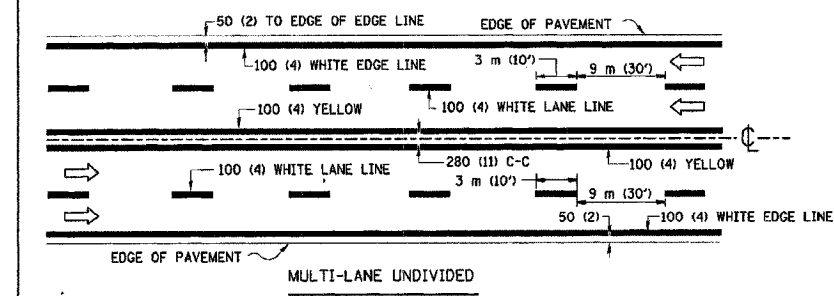 50 (2) TO EDGE OF EDGE LINE
EDGE OF PAVEMENT
100 (4) WHITE EDGE LINE
3 m (10')
9 m (30')
100 (4) YELLOW
100 (4) WHITE LANE LINE
℄
100 (4) WHITE LANE LINE
280 (11) C-C
100 (4) YELLOW
3 m (10')
9 m (30')
50 (2)
100 (4) WHITE EDGE LINE
EDGE OF PAVEMENT
MULTI-LANE UNDIVIDED